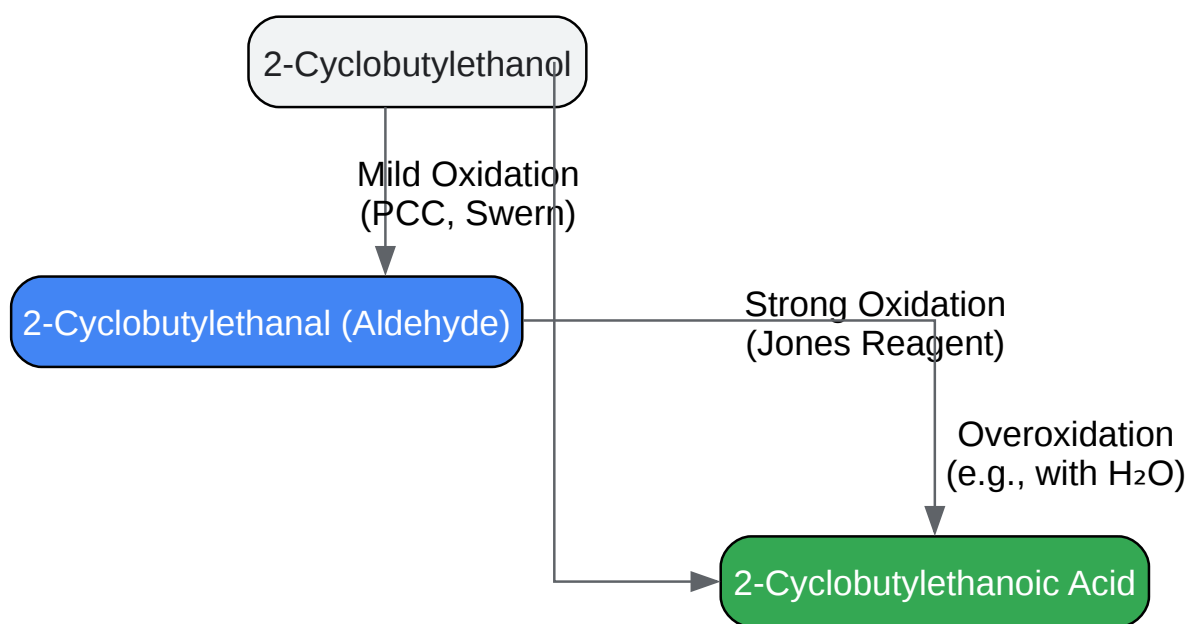 2-Cyclobutylethanol
Mild Oxidation
(PCC, Swern)
2-Cyclobutylethanal (Aldehyde)
Strong Oxidation
(Jones Reagent)
Overoxidation
(e.g., with H₂O)
2-Cyclobutylethanoic Acid